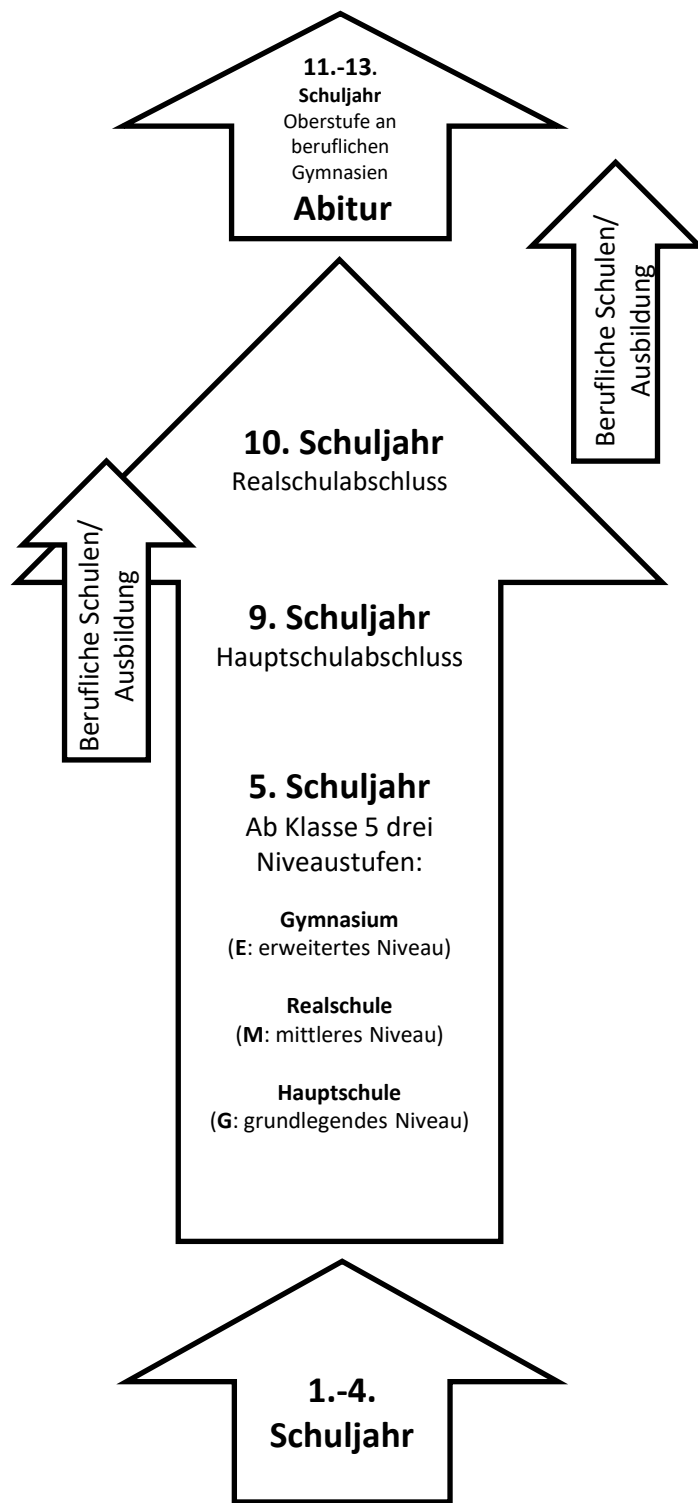 11.-13.
Schuljahr
Oberstufe an
beruflichen
Gymnasien
Abitur
Berufliche Schulen/
Ausbildung
10. Schuljahr
Realschulabschluss
Berufliche Schulen/
Ausbildung
9. Schuljahr
Hauptschulabschluss
5. Schuljahr
Ab Klasse 5 drei
Niveaustufen:
Gymnasium
(E: erweitertes Niveau)
Realschule
(M: mittleres Niveau)
Hauptschule
(G: grundlegendes Niveau)
1.-4.
Schuljahr